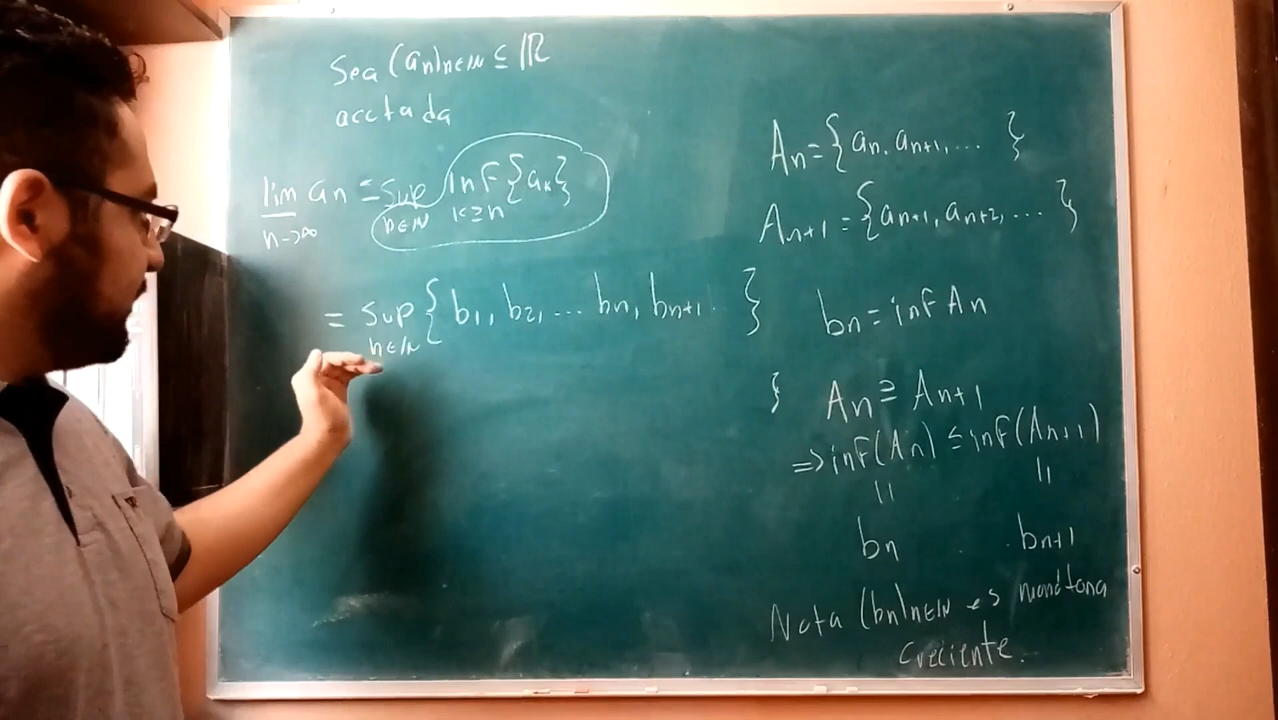 Sea (an)n∈ℕ ⊆ ℝ
acotada
lim an = sup inf {ak}
n→∞ n∈ℕ k≥n
= sup { b1, b2, ... bn, bn+1 . }
n∈ℕ
An = { an, an+1, ... }
An+1 = { an+1, an+2, ... }
bn = inf An
} An ⊇ An+1
⇒ inf(An) ≤ inf(An+1)
|| ||
bn bn+1
Nota (bn)n∈ℕ es monótona
creciente.